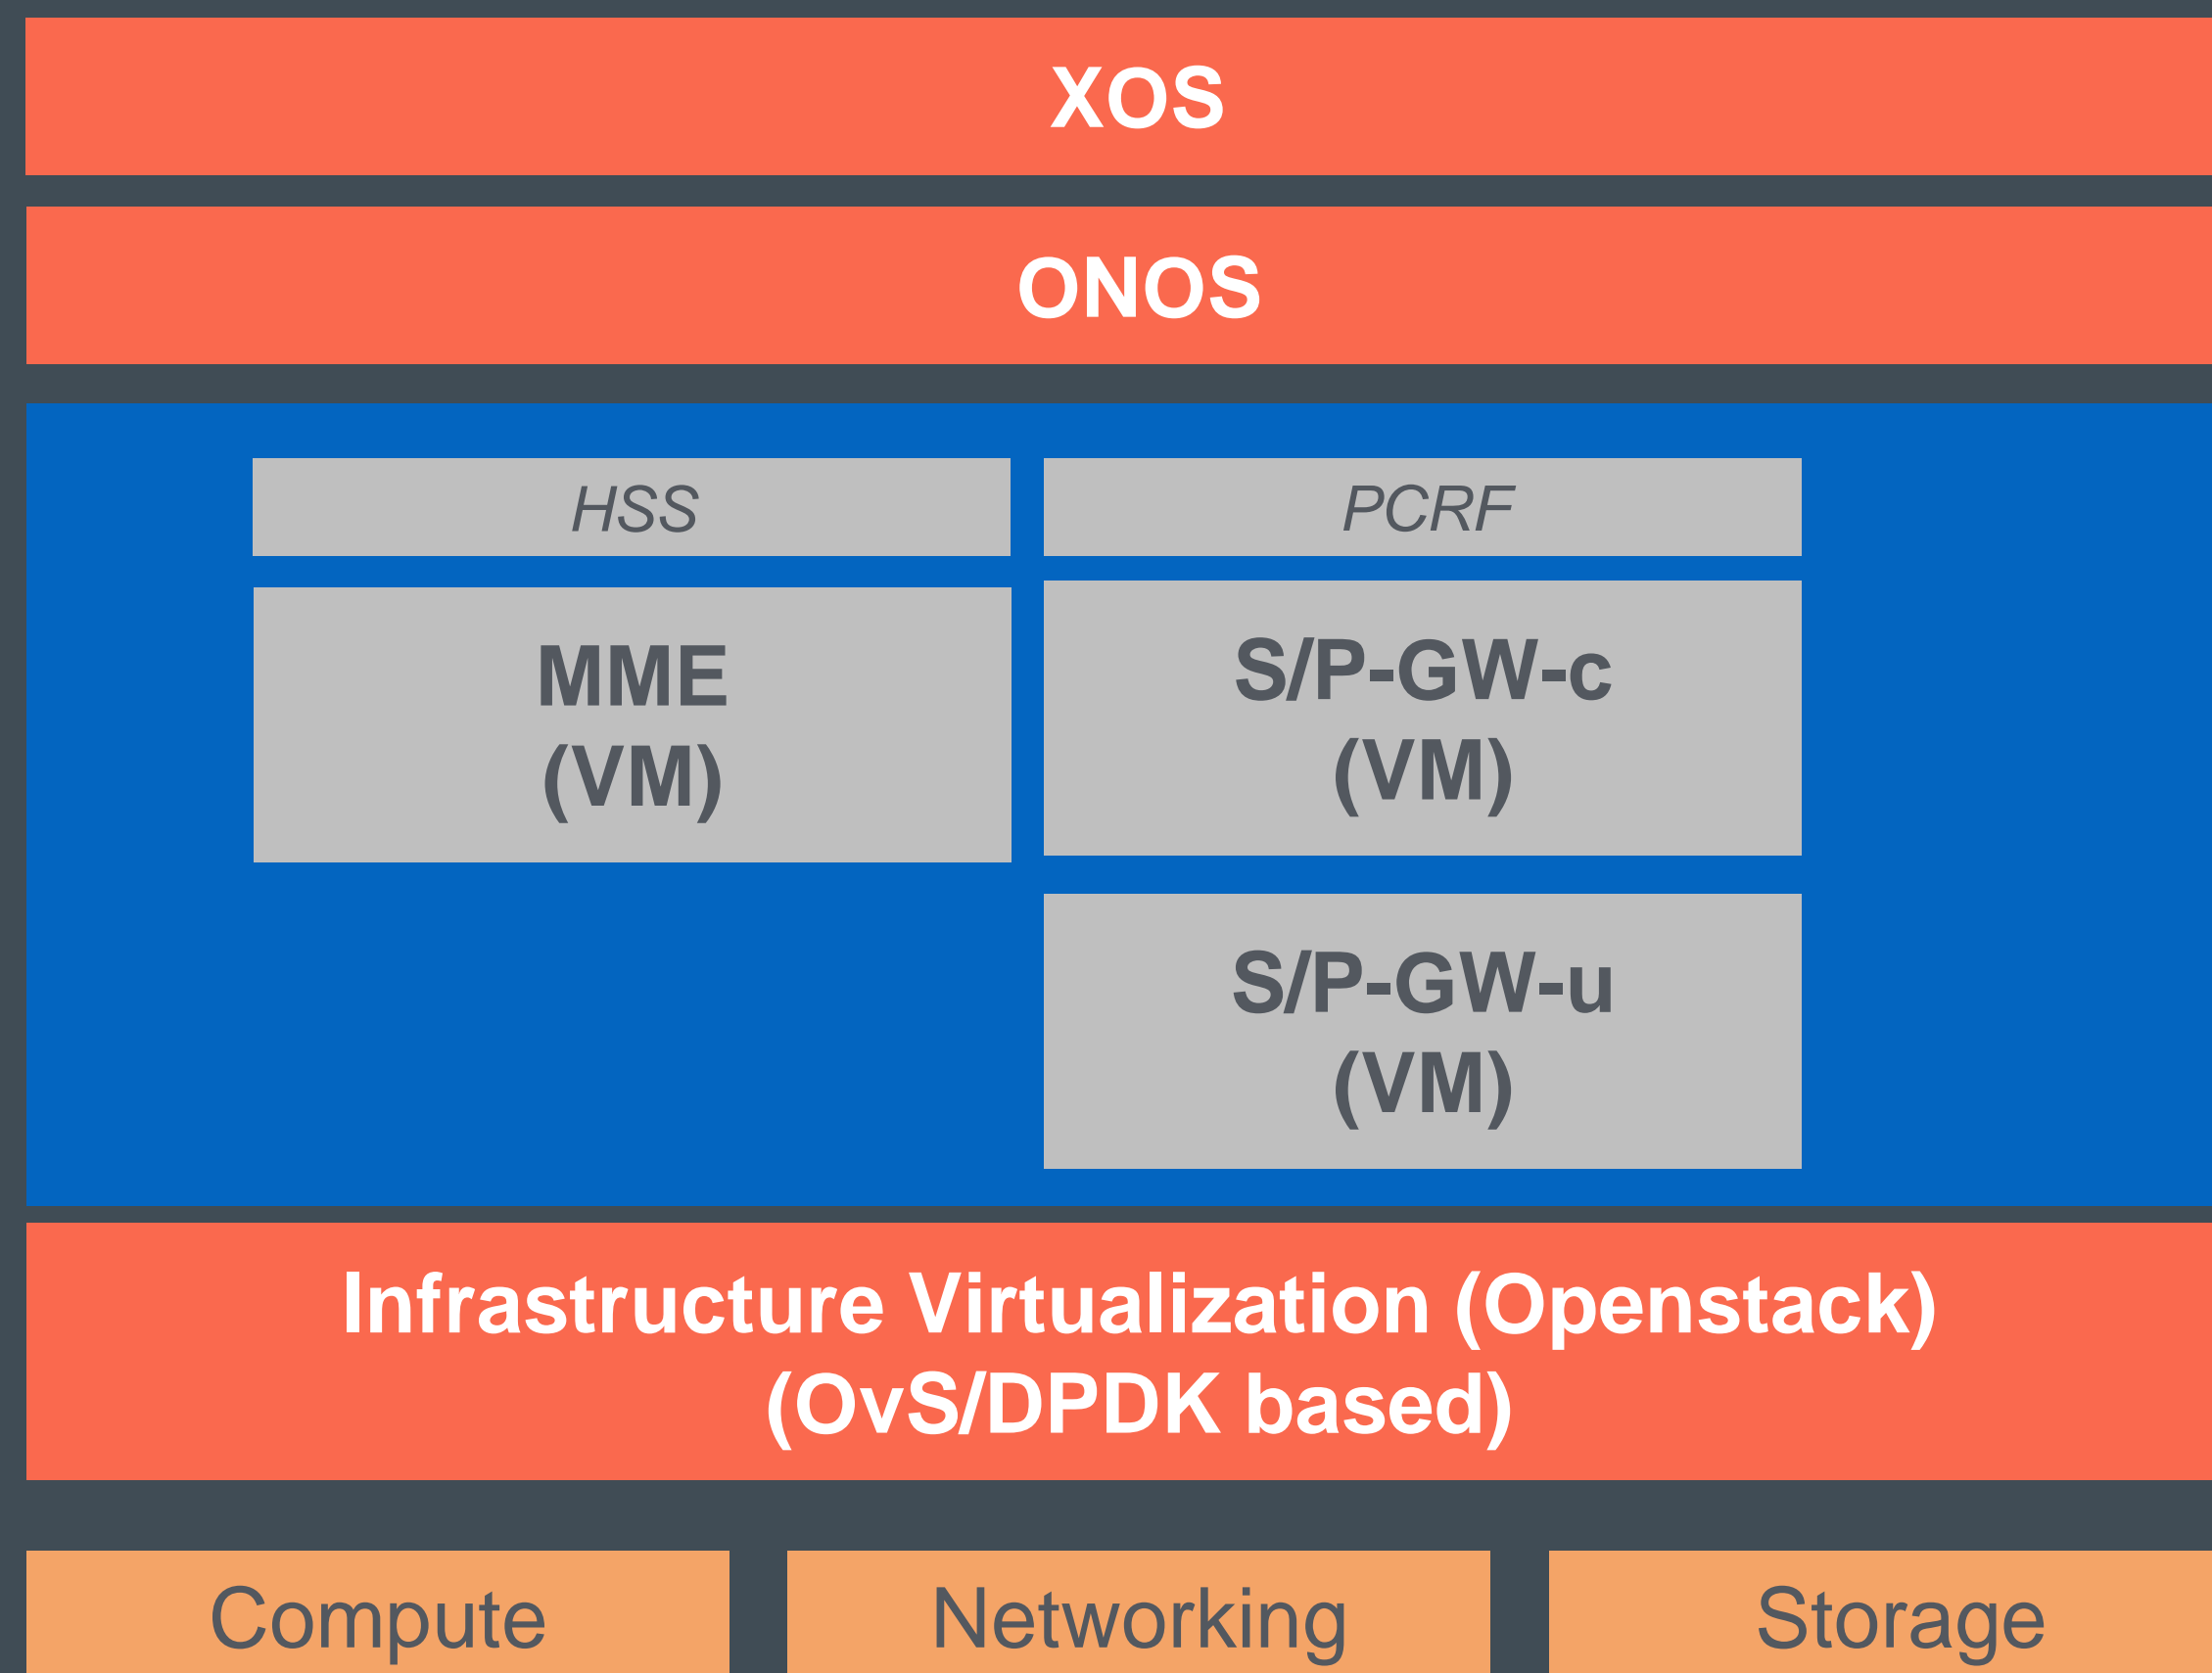 XOS
ONOS
HSS
PCRF
MME
(VM)
S/P-GW-c
(VM)
S/P-GW-u
(VM)
Infrastructure Virtualization (Openstack)
(OvS/DPDK based)
Compute
Networking
Storage